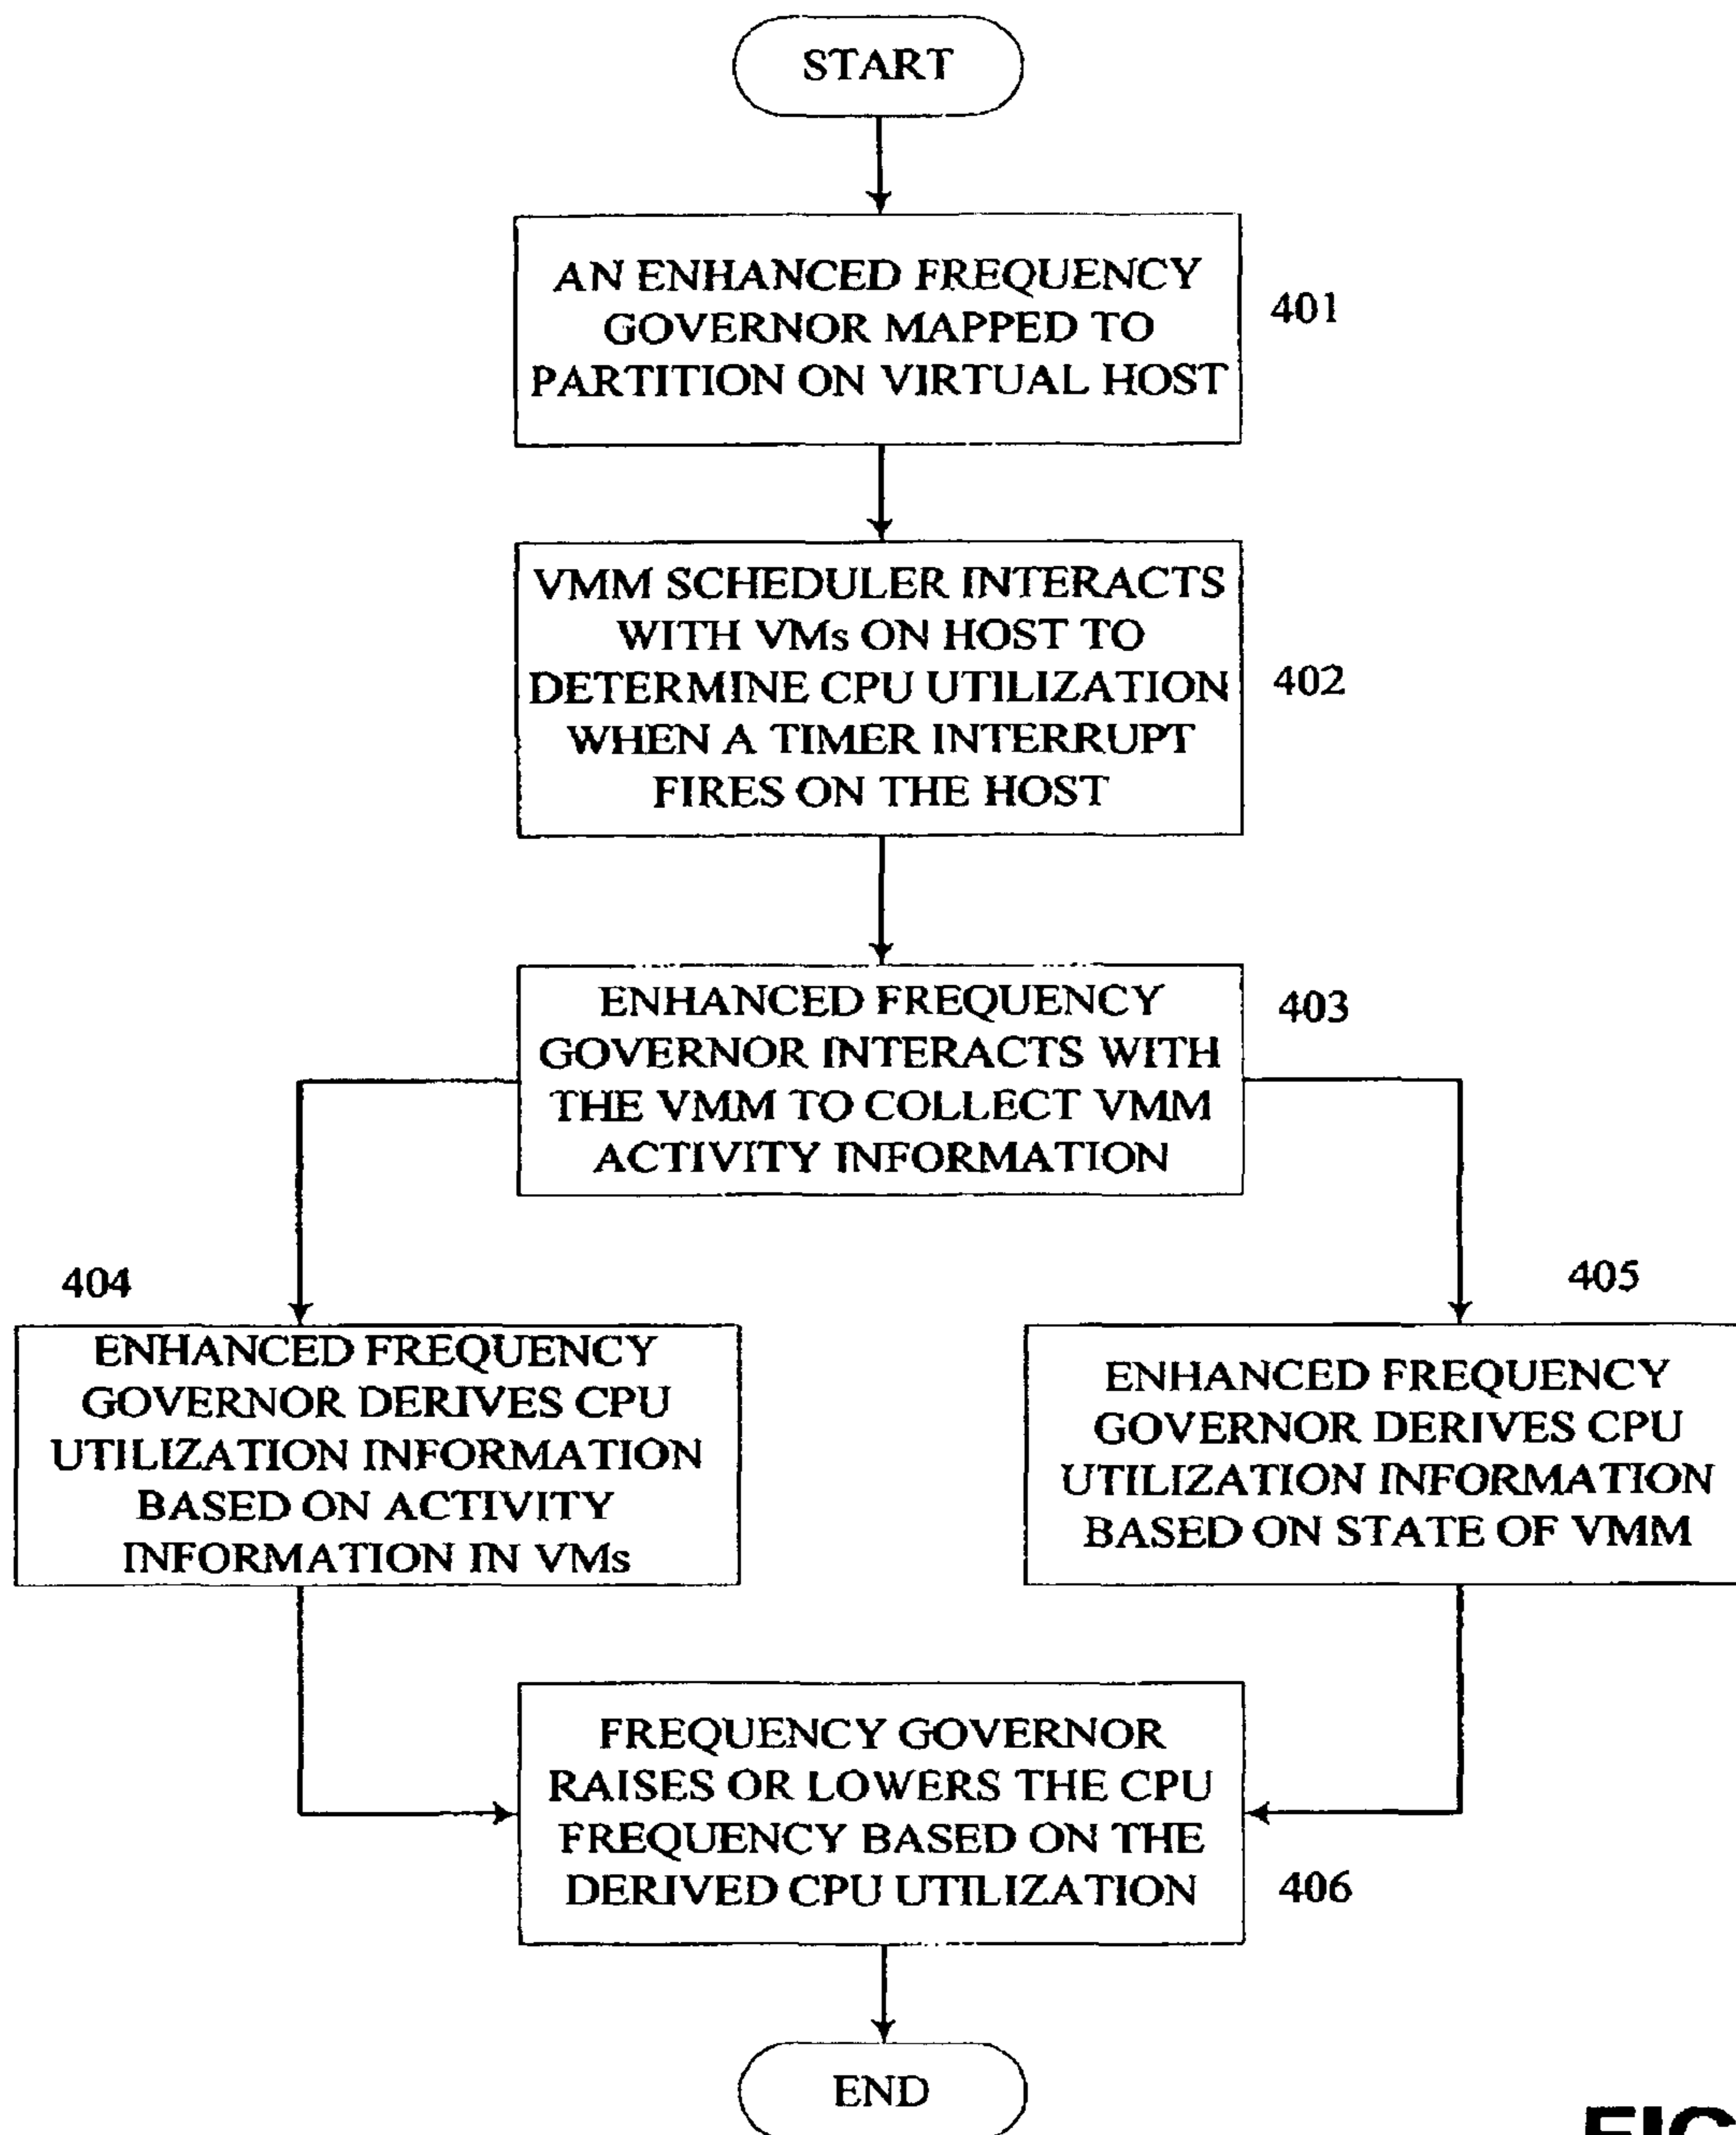 START
AN ENHANCED FREQUENCY
GOVERNOR MAPPED TO
PARTITION ON VIRTUAL HOST
401
VMM SCHEDULER INTERACTS
WITH VMs ON HOST TO
DETERMINE CPU UTILIZATION
WHEN A TIMER INTERRUPT
FIRES ON THE HOST
402
ENHANCED FREQUENCY
GOVERNOR INTERACTS WITH
THE VMM TO COLLECT VMM
ACTIVITY INFORMATION
403
404
ENHANCED FREQUENCY
GOVERNOR DERIVES CPU
UTILIZATION INFORMATION
BASED ON ACTIVITY
INFORMATION IN VMs
405
ENHANCED FREQUENCY
GOVERNOR DERIVES CPU
UTILIZATION INFORMATION
BASED ON STATE OF VMM
FREQUENCY GOVERNOR
RAISES OR LOWERS THE CPU
FREQUENCY BASED ON THE
DERIVED CPU UTILIZATION
406
END